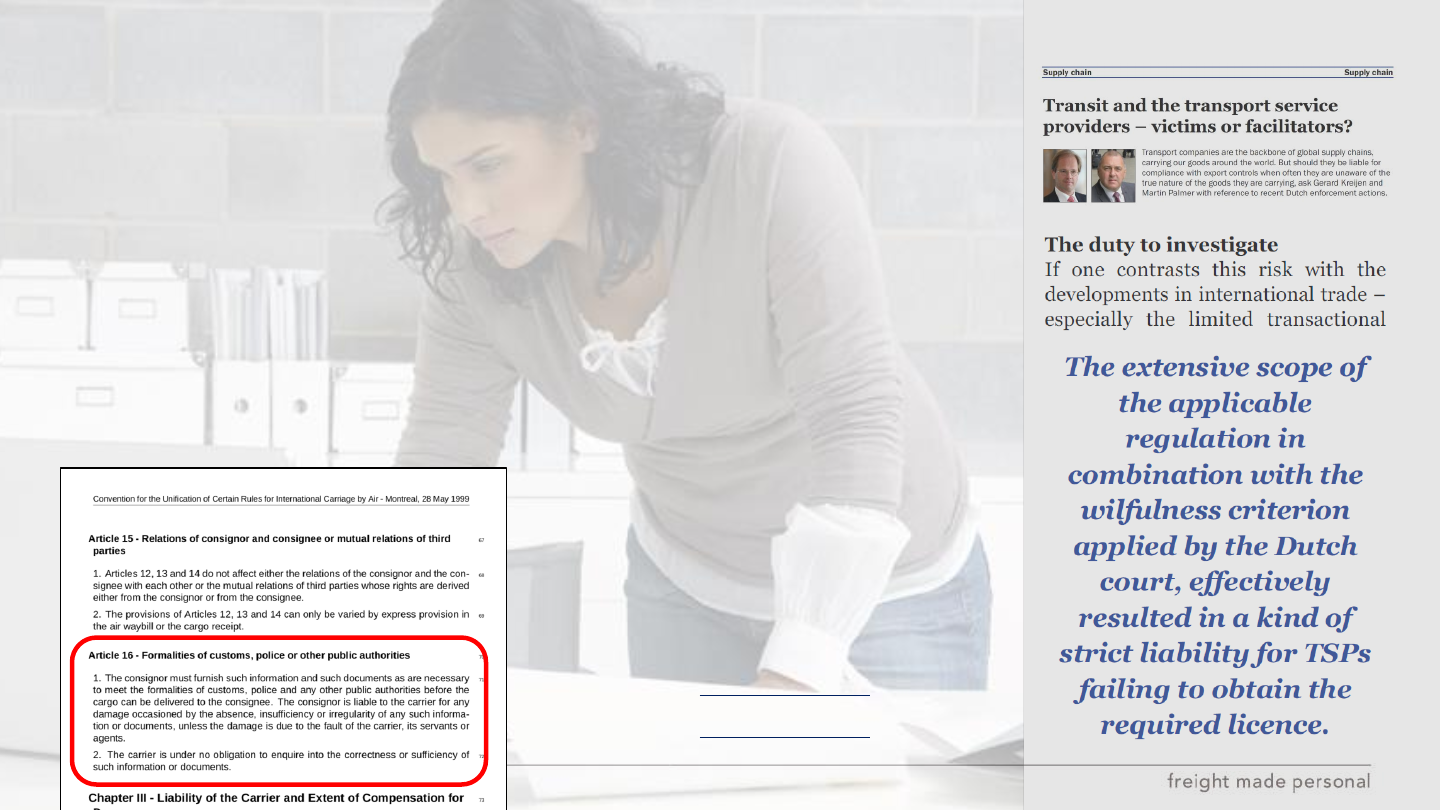 Supply chain Supply chain
Transit and the transport service
providers – victims or facilitators?
Transport companies are the backbone of global supply chains,
carrying our goods around the world. But should they be liable for
compliance with export controls when often they are unaware of the
true nature of the goods they are carrying, ask Gerard Kreijen and
Martin Palmer with reference to recent Dutch enforcement actions.
The duty to investigate
If one contrasts this risk with the
developments in international trade –
especially the limited transactional
The extensive scope of
the applicable
regulation in
combination with the
wilfulness criterion
applied by the Dutch
court, effectively
resulted in a kind of
strict liability for TSPs
failing to obtain the
required licence.
Convention for the Unification of Certain Rules for International Carriage by Air - Montreal, 28 May 1999
Article 15 - Relations of consignor and consignee or mutual relations of third 67
parties
1. Articles 12, 13 and 14 do not affect either the relations of the consignor and the con- 68
signee with each other or the mutual relations of third parties whose rights are derived
either from the consignor or from the consignee.
2. The provisions of Articles 12, 13 and 14 can only be varied by express provision in 69
the air waybill or the cargo receipt.
Article 16 - Formalities of customs, police or other public authorities
1. The consignor must furnish such information and such documents as are necessary
to meet the formalities of customs, police and any other public authorities before the
cargo can be delivered to the consignee. The consignor is liable to the carrier for any
damage occasioned by the absence, insufficiency or irregularity of any such informa-
tion or documents, unless the damage is due to the fault of the carrier, its servants or
agents.
2. The carrier is under no obligation to enquire into the correctness or sufficiency of
such information or documents.
Chapter III - Liability of the Carrier and Extent of Compensation for 73
freight made personal